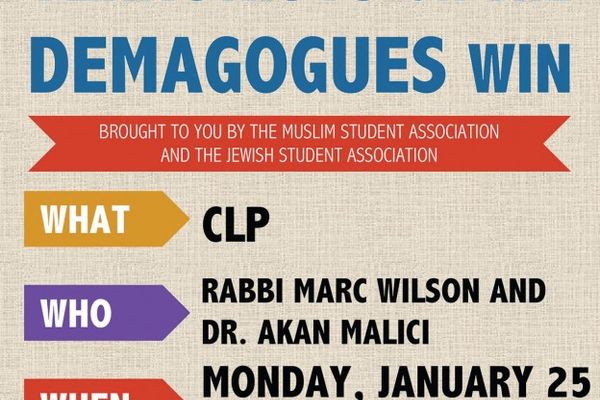 DEMAGOGUES WIN
BROUGHT TO YOU BY THE MUSLIM STUDENT ASSOCIATION
AND THE JEWISH STUDENT ASSOCIATION
WHAT
CLP
WHO
RABBI MARC WILSON AND
DR. AKAN MALICI
WHEN
MONDAY, JANUARY 25